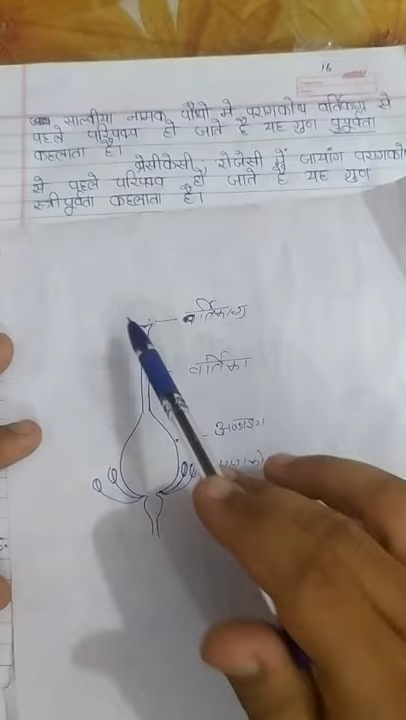 16
साल्वीया नामक पौधो मे परागकोष वर्तिकाग्र से
पहले परिपक्व हो जाते है यह गुण पुंपूर्वता
कहलाता है।
ब्रेसीकेसी, रोजेसी में जायांग परागकोष
से पहले परिपक्व हो जाते है यह गुण
स्त्रीपूर्वता कहलाता है।
वर्तिकाग्र
वर्तिका
अण्डाशय